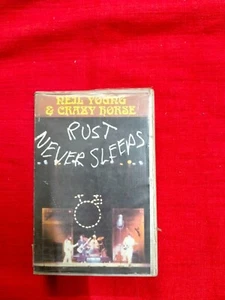 NEIL YOUNG
& CRAZY HORSE
RUST
NEVER SLEEPS